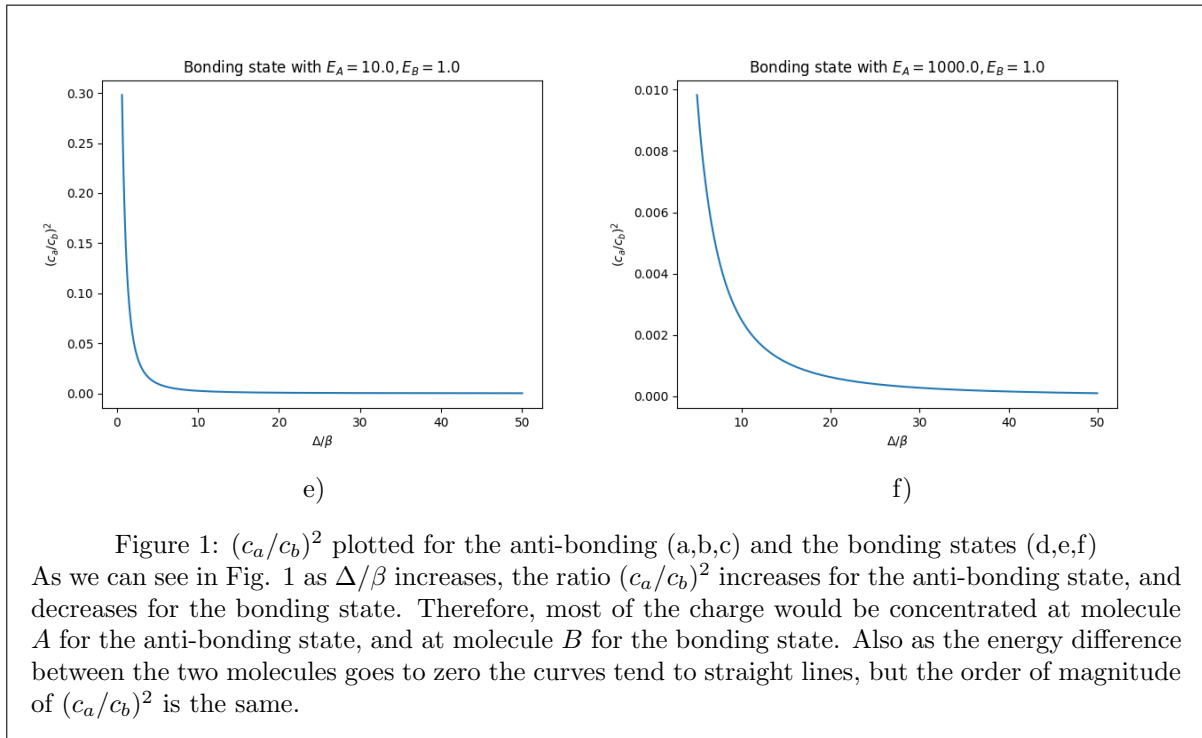 Bonding state with $E_A = 10.0, E_B = 1.0$
0.30
0.25
0.20
0.15
0.10
0.05
0.00
$(c_a/c_b)^2$
0 10 20 30 40 50
$\Delta/\beta$
e)
Bonding state with $E_A = 1000.0, E_B = 1.0$
0.010
0.008
0.006
0.004
0.002
0.000
$(c_a/c_b)^2$
10 20 30 40 50
$\Delta/\beta$
f)
Figure 1: $(c_a/c_b)^2$ plotted for the anti-bonding (a,b,c) and the bonding states (d,e,f)
As we can see in Fig. 1 as $\Delta/\beta$ increases, the ratio $(c_a/c_b)^2$ increases for the anti-bonding state, and
decreases for the bonding state. Therefore, most of the charge would be concentrated at molecule
$A$ for the anti-bonding state, and at molecule $B$ for the bonding state. Also as the energy difference
between the two molecules goes to zero the curves tend to straight lines, but the order of magnitude
of $(c_a/c_b)^2$ is the same.